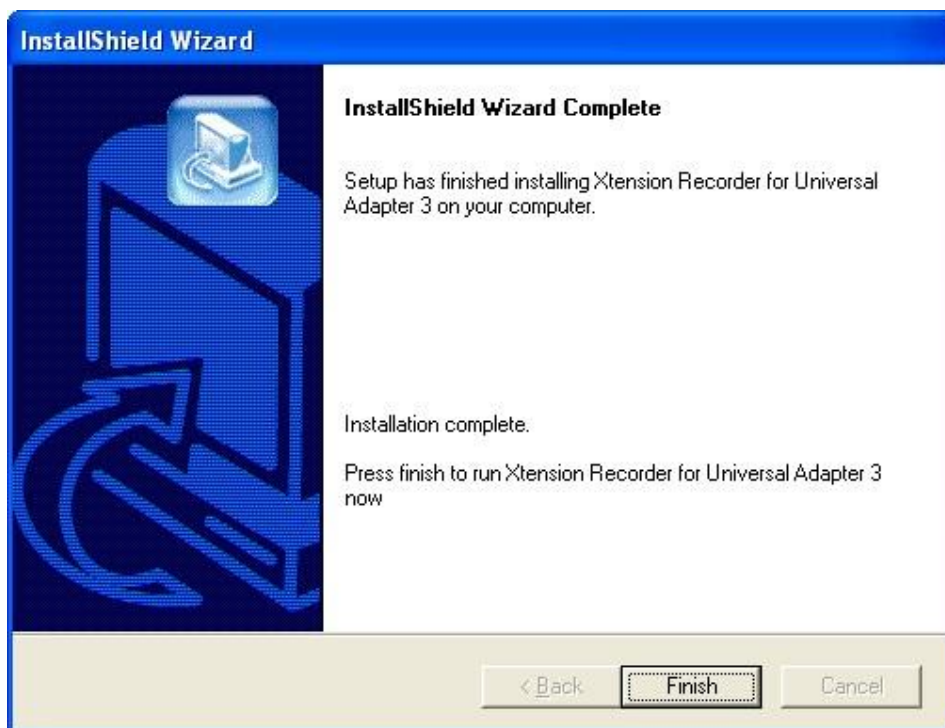 InstallShield Wizard
InstallShield Wizard Complete
Setup has finished installing Xtension Recorder for Universal
Adapter 3 on your computer.
Installation complete.
Press finish to run Xtension Recorder for Universal Adapter 3
now
< Back
Finish
Cancel